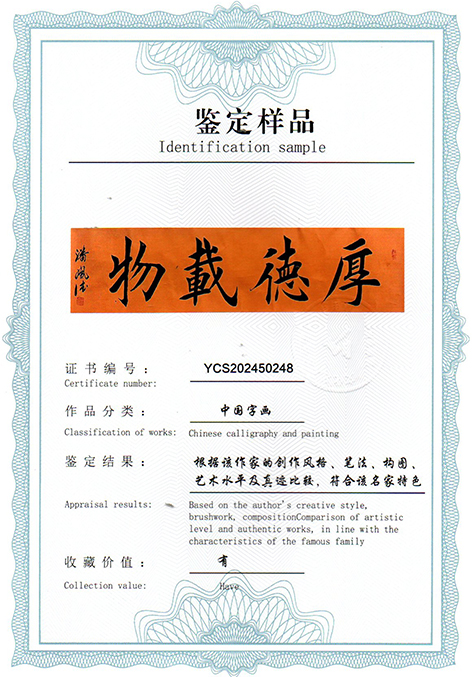 鉴定样品
Identification sample
物載德厚
证书编号：
YCS202450248
Certificate number:
作品分类：
中国字画
Classification of works:
Chinese calligraphy and painting
鉴定结果：
根据该作家的创作风格、笔法、构图、
艺术水平及真迹比较，符合该名家特色
Appraisal results:
Based on the author's creative style,
brushwork, compositionComparison of artistic
level and authentic works, in line with the
characteristics of the famous family
收藏价值：
有
Collection value:
Have